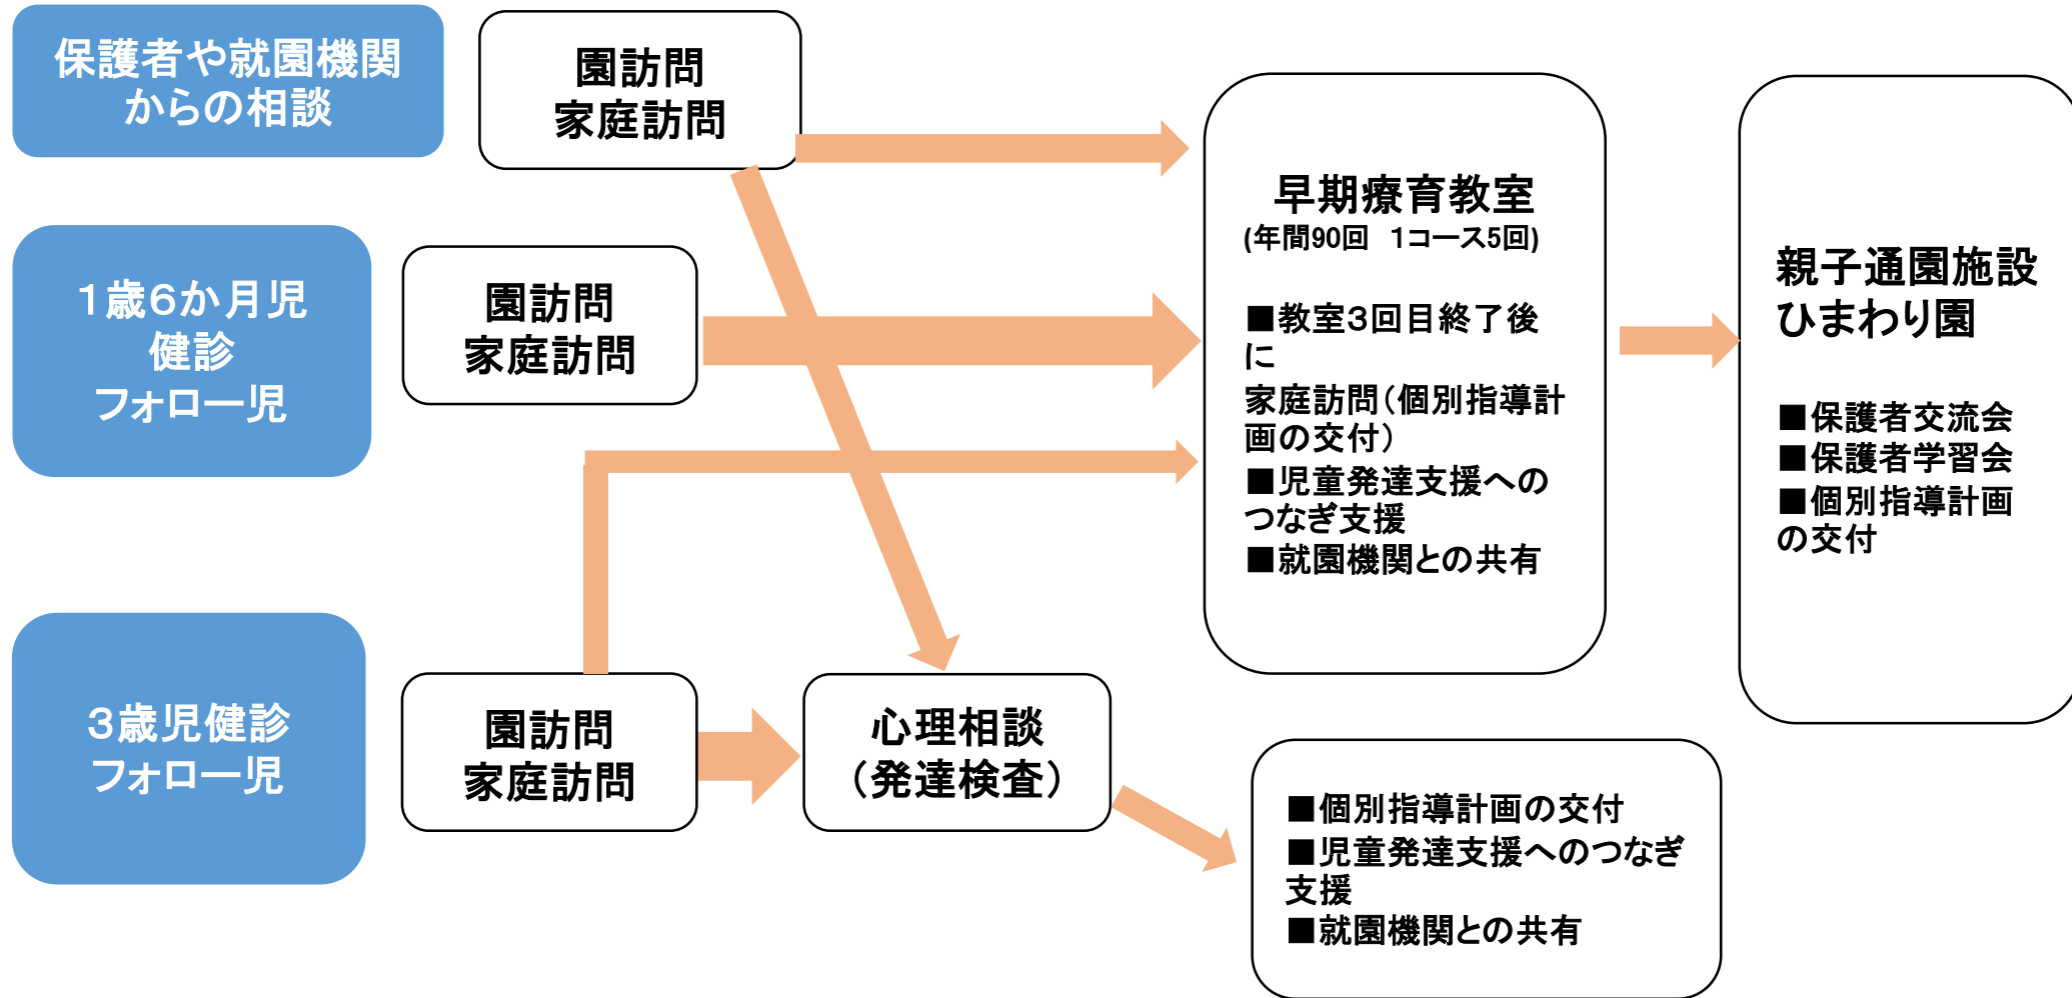 保護者や就園機関
からの相談
園訪問
家庭訪問
1歳6か月児
健診
フォロー児
園訪問
家庭訪問
3歳児健診
フォロー児
園訪問
家庭訪問
心理相談
（発達検査）
早期療育教室
(年間90回　1コース5回)
■教室3回目終了後
に
家庭訪問（個別指導計
画の交付）
■児童発達支援への
つなぎ支援
■就園機関との共有
親子通園施設
ひまわり園
■保護者交流会
■保護者学習会
■個別指導計画
の交付
■個別指導計画の交付
■児童発達支援へのつなぎ
支援
■就園機関との共有